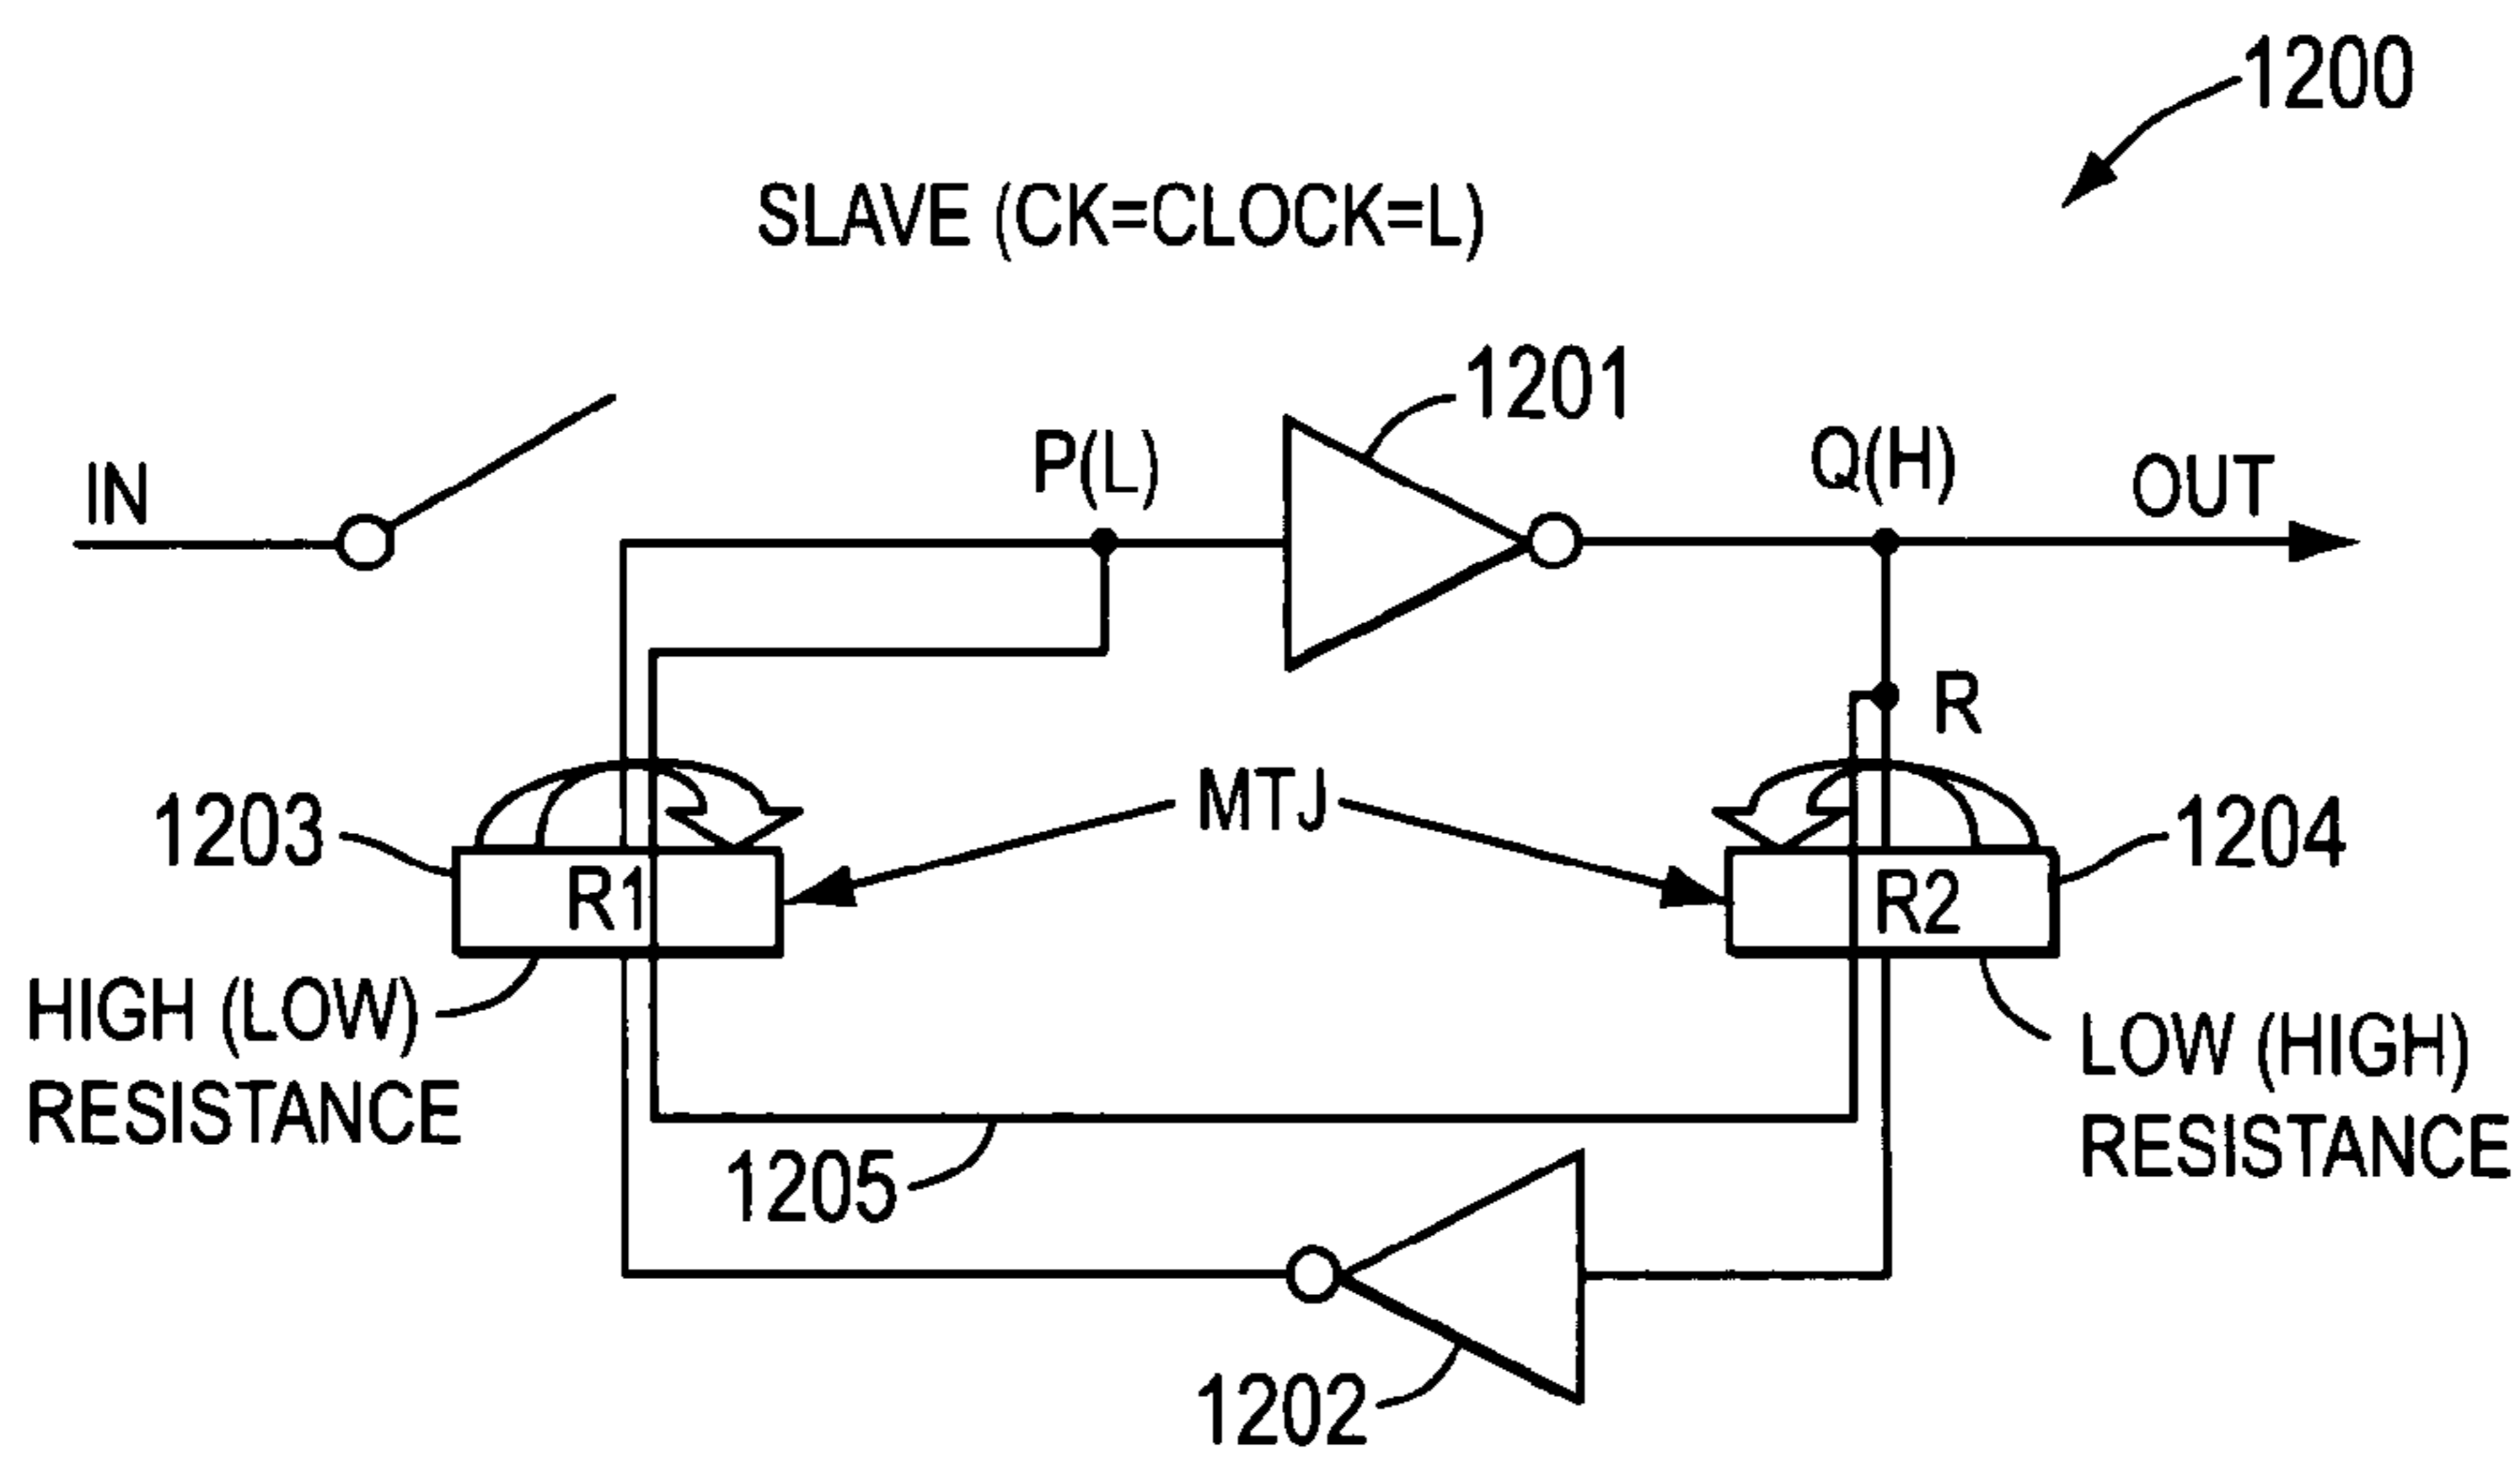 1200
SLAVE (CK=CLOCK=L)
1201
IN
P(L)
Q(H)
OUT
R
1203
MTJ
1204
R1
R2
HIGH (LOW)
RESISTANCE
LOW (HIGH)
RESISTANCE
1205
1202